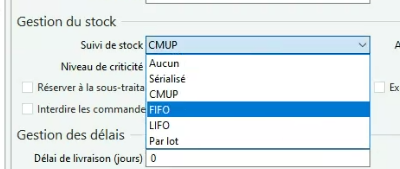 Gestion du stock
Suivi de stock CMUP
Niveau de criticité Aucun
Sérialisé
Réserver à la sous-traita CMUP Ex
Interdire les commande FIFO
LIFO
Gestion des délais Par lot
Délai de livraison (jours) 0